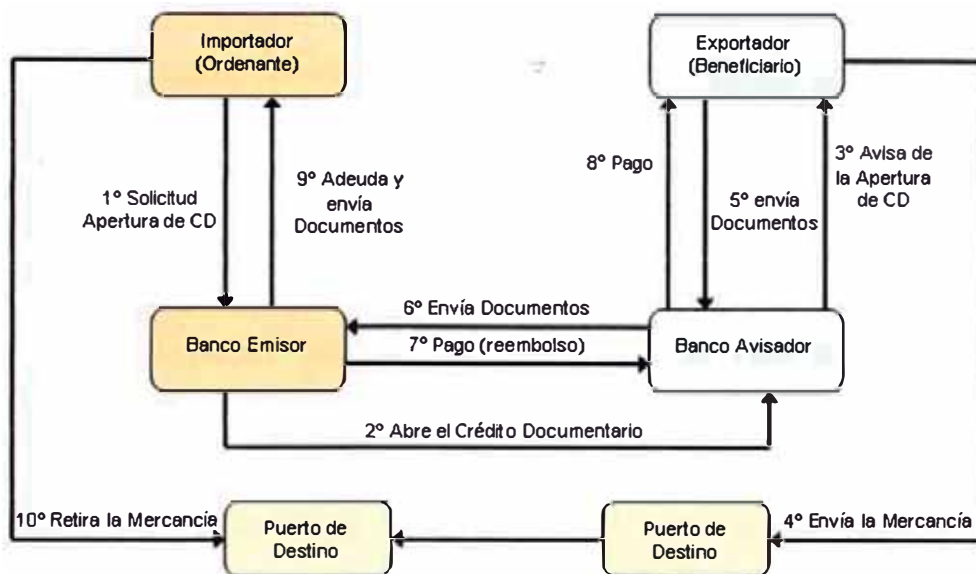 Importador
(Ordenante)
Exportador
(Beneficiario)
1º Solicitud
Apertura de CD
9º Adeuda y
envía
Documentos
8º Pago
5º envía
Documentos
3º Avisa de
la Apertura
de CD
Banco Emisor
6º Envía Documentos
7º Pago (reembolso)
Banco Avisador
2º Abre el Crédito Documentario
10º Retira la Mercancía
Puerto de
Destino
Puerto de
Destino
4º Envía la Mercancía